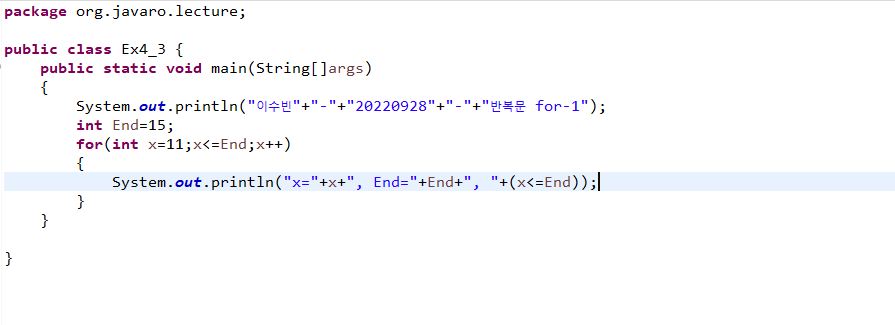 package org.javaro.lecture;
public class Ex4_3 {
public static void main(String[]args)
{
System.out.println("이수빈"+"-"+"20220928"+"-"+"반복문 for-1");
int End=15;
for(int x=11;x<=End;x++)
{
System.out.println("x="+x+", End="+End+", "+(x<=End));
}
}
}